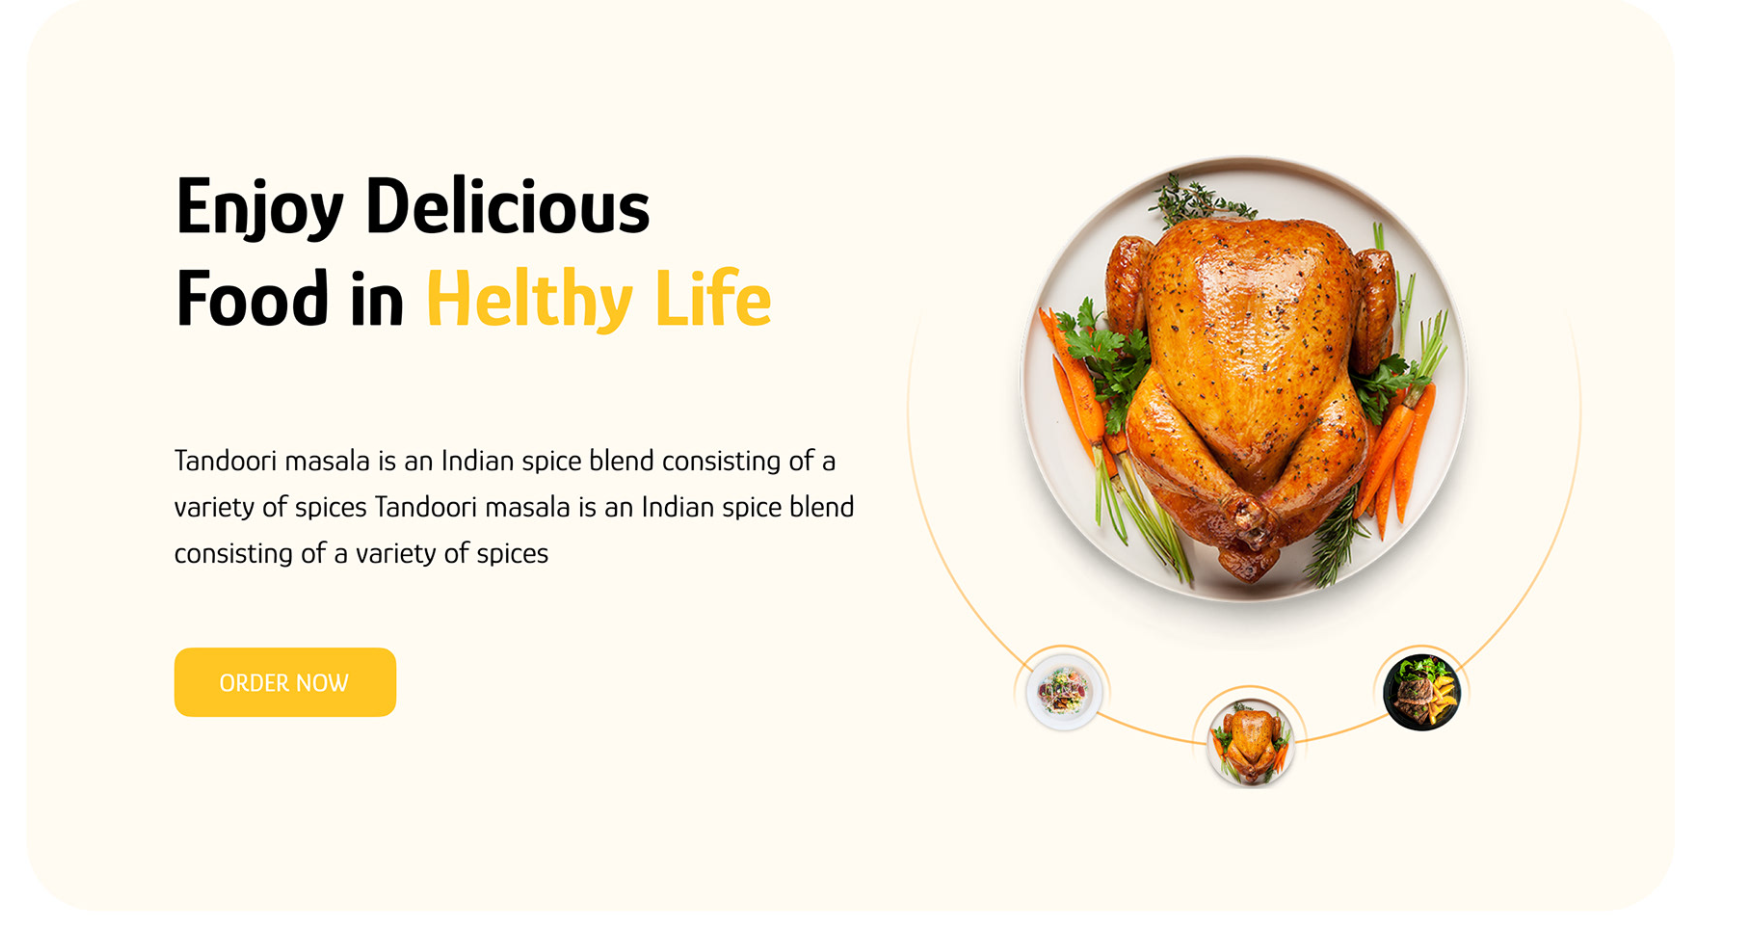 Enjoy Delicious
Food in Helthy Life
Tandoori masala is an Indian spice blend consisting of a
variety of spices Tandoori masala is an Indian spice blend
consisting of a variety of spices
ORDER NOW